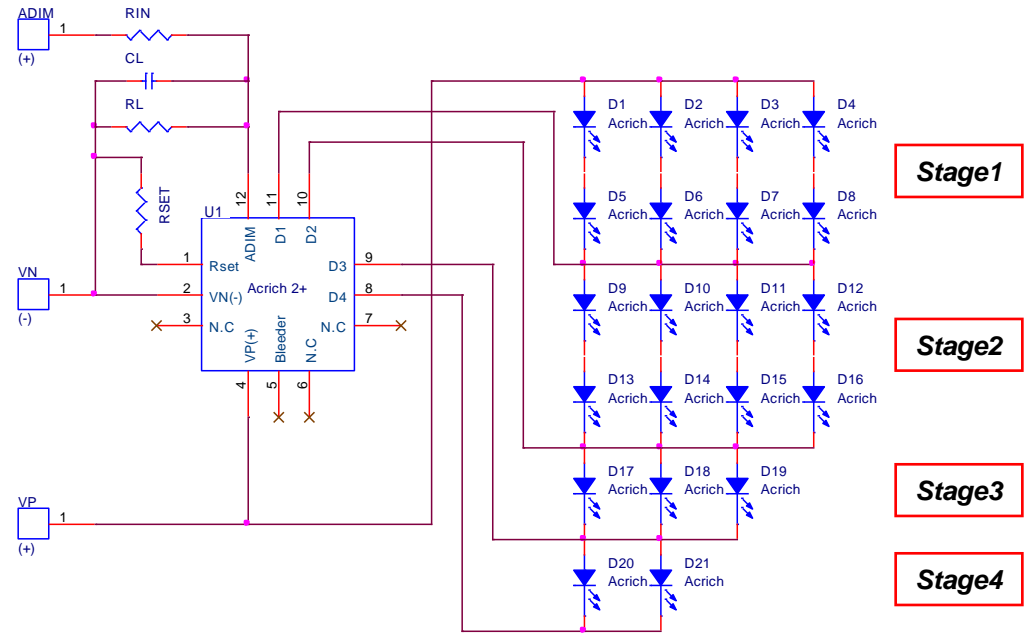 ADIM
1
(+)
RIN
CL
RL
RSET
12
11
10
U1
ADIM
D1
D2
1
Rset
D3
9
VN
1
(-)
2
VN(-)
Acrich 2+
D4
8
3
N.C
N.C
7
VP(+)
Bleeder
N.C
4
5
6
VP
1
(+)
D1
Acrich
D2
Acrich
D3
Acrich
D4
Acrich
Stage1
D5
Acrich
D6
Acrich
D7
Acrich
D8
Acrich
D9
Acrich
D10
Acrich
D11
Acrich
D12
Acrich
Stage2
D13
Acrich
D14
Acrich
D15
Acrich
D16
Acrich
D17
Acrich
D18
Acrich
D19
Acrich
Stage3
D20
Acrich
D21
Acrich
Stage4